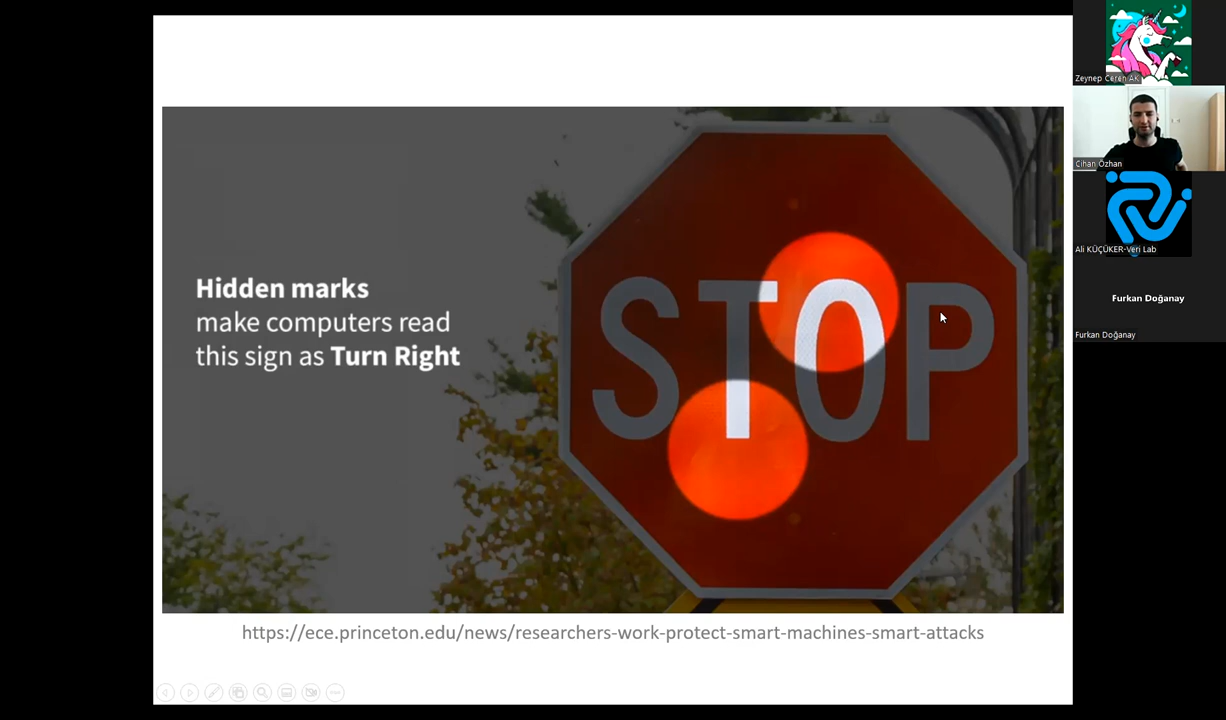 Hidden marks
make computers read
this sign as Turn Right
STOP
https://ece.princeton.edu/news/researchers-work-protect-smart-machines-smart-attacks
Zeynep Ceren AK
Cihan Özhan
Ali KÜÇÜKER-Veri Lab
Furkan Doğanay
Furkan Doğanay